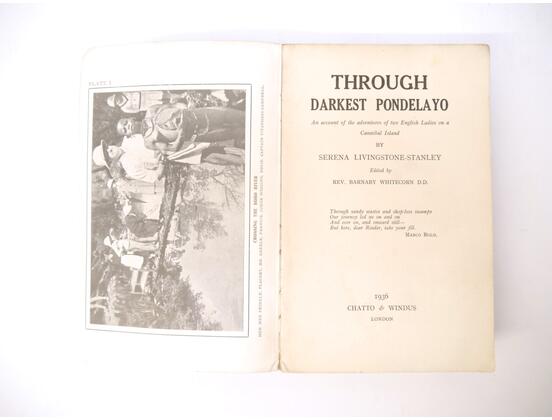 PLATE I
CROSSING THE BOBO RIVER
THROUGH
DARKEST PONDELAYO
An account of the adventures of two English Ladies on a
Cannibal Island
BY
SERENA LIVINGSTONE-STANLEY
Edited by
REV. BARNABY WHITECORN D.D.
Through sandy wastes and sleepless swamps
Our journey led us on and on
And ever on, and onward still—
But here, dear Reader, take your fill.
MARCO BOLO.
1936
CHATTO & WINDUS
LONDON